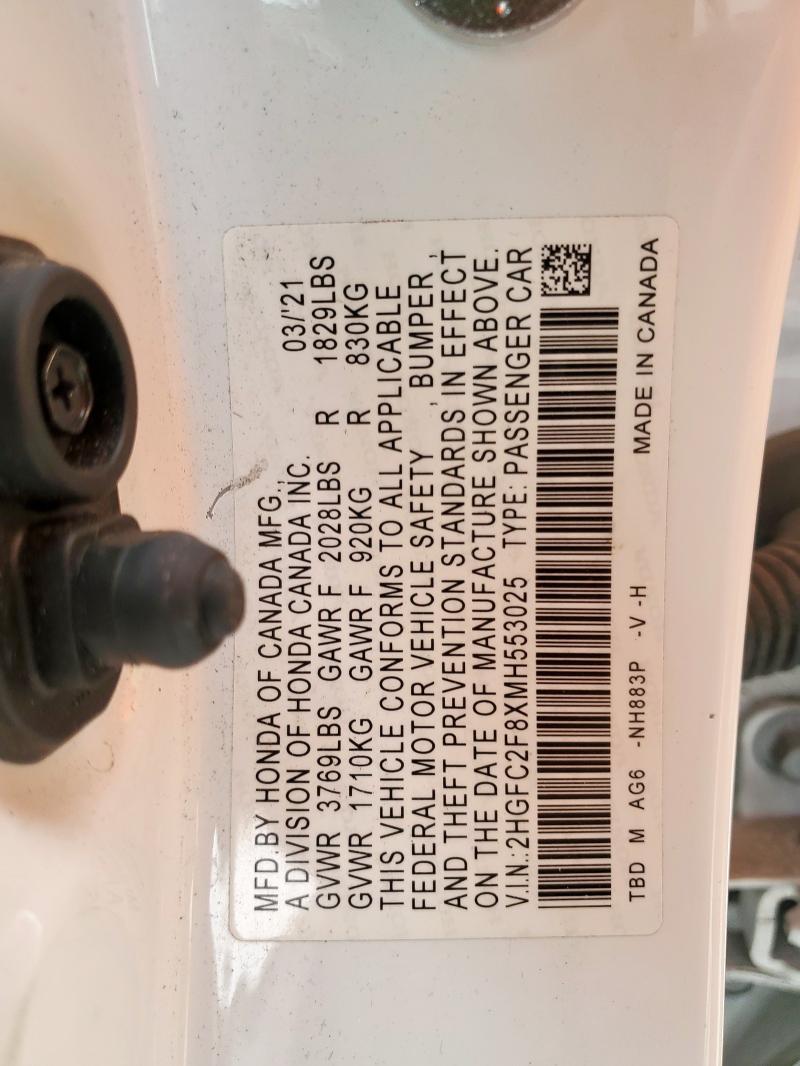 MFD.BY HONDA OF CANADA MFG., 03/'21
A DIVISION OF HONDA CANADA INC.
GVWR 3769LBS GAWR F 2028LBS R 1829LBS
GVWR 1710KG GAWR F 920KG R 830KG
THIS VEHICLE CONFORMS TO ALL APPLICABLE
FEDERAL MOTOR VEHICLE SAFETY , BUMPER ,
AND THEFT PREVENTION STANDARDS IN EFFECT
ON THE DATE OF MANUFACTURE SHOWN ABOVE.
V.I.N.:2HGFC2F8XMH553025 TYPE: PASSENGER CAR
TBD M AG6 -NH883P -V -H MADE IN CANADA